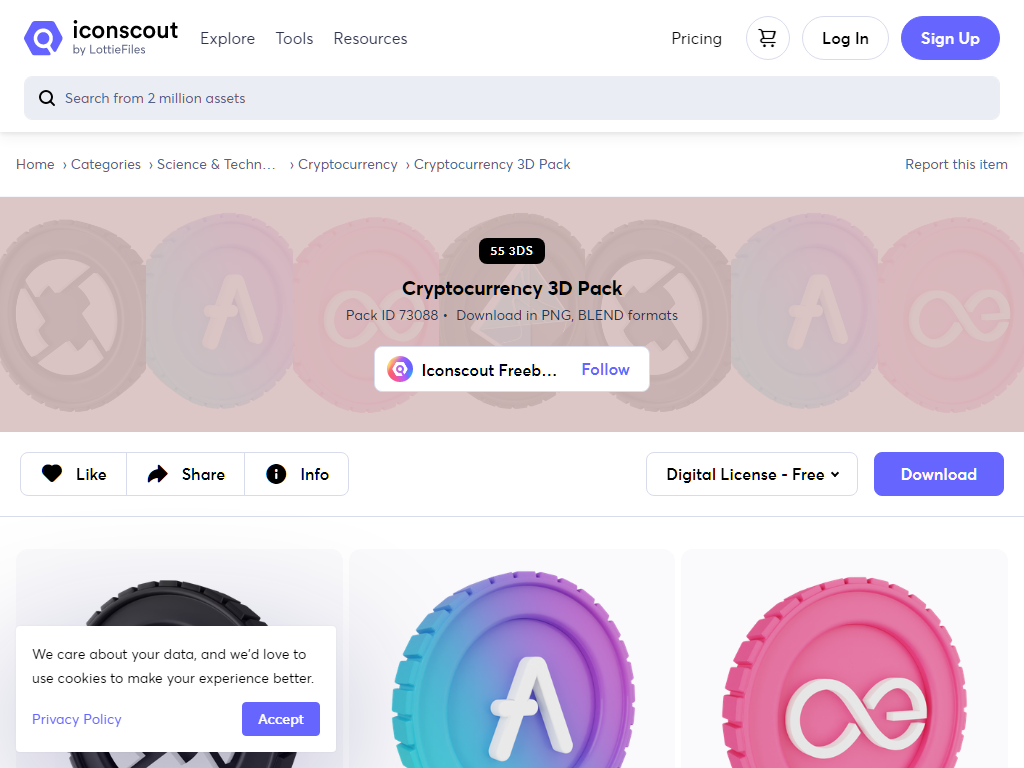 iconscout
by LottieFiles
Explore
Tools
Resources
Pricing
Log In
Sign Up
Search from 2 million assets
Home › Categories › Science & Techn… › Cryptocurrency › Cryptocurrency 3D Pack
Report this item
55 3DS
Cryptocurrency 3D Pack
Pack ID 73088 • Download in PNG, BLEND formats
Iconscout Freeb…
Follow
Like
Share
Info
Digital License - Free
Download
We care about your data, and we'd love to
use cookies to make your experience better.
Privacy Policy
Accept